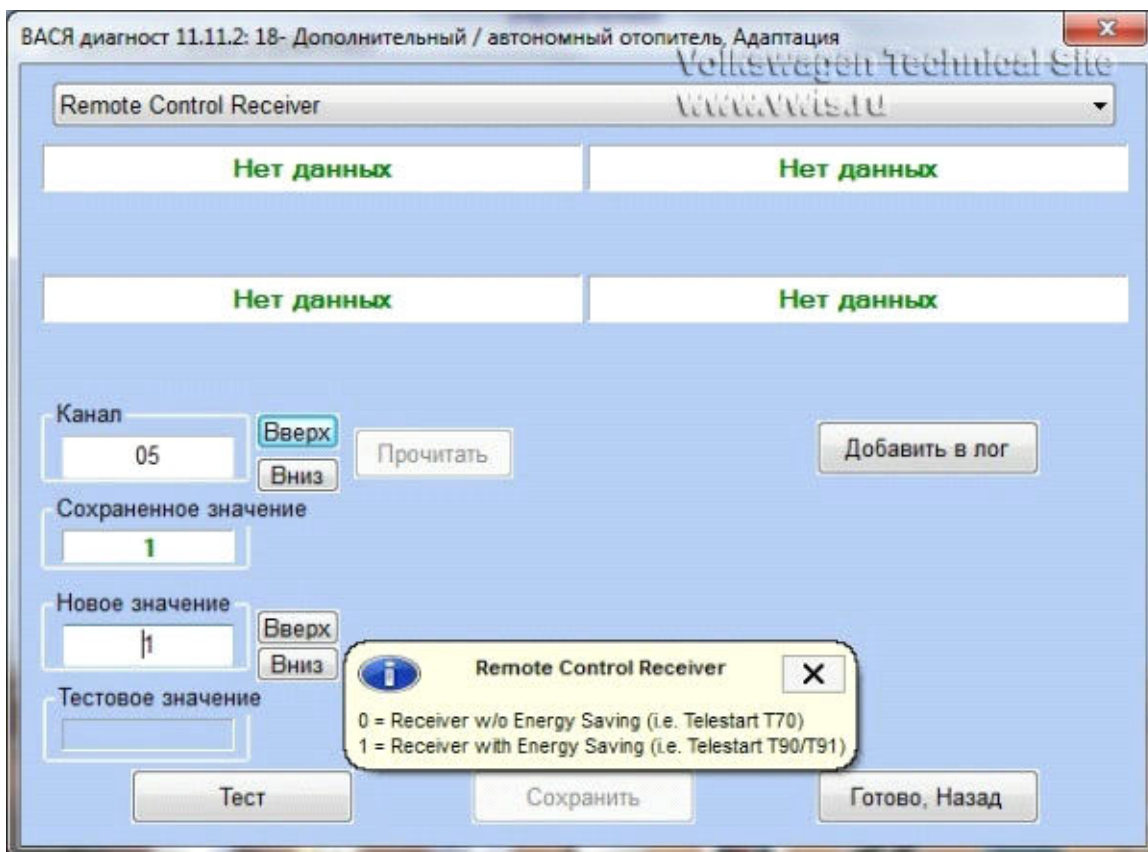 ВАСЯ диагност 11.11.2: 18- Дополнительный / автономный отопитель, Адаптация
Volkswagen Technical Site
Remote Control Receiver
www.vwts.ru
Нет данных Нет данных
Нет данных Нет данных
Канал
05
Вверх
Вниз
Прочитать
Добавить в лог
Сохраненное значение
1
Новое значение
1
Вверх
Вниз
Remote Control Receiver
0 = Receiver w/o Energy Saving (i.e. Telestart T70)
1 = Receiver with Energy Saving (i.e. Telestart T90/T91)
Тестовое значение
Тест Сохранить Готово, Назад